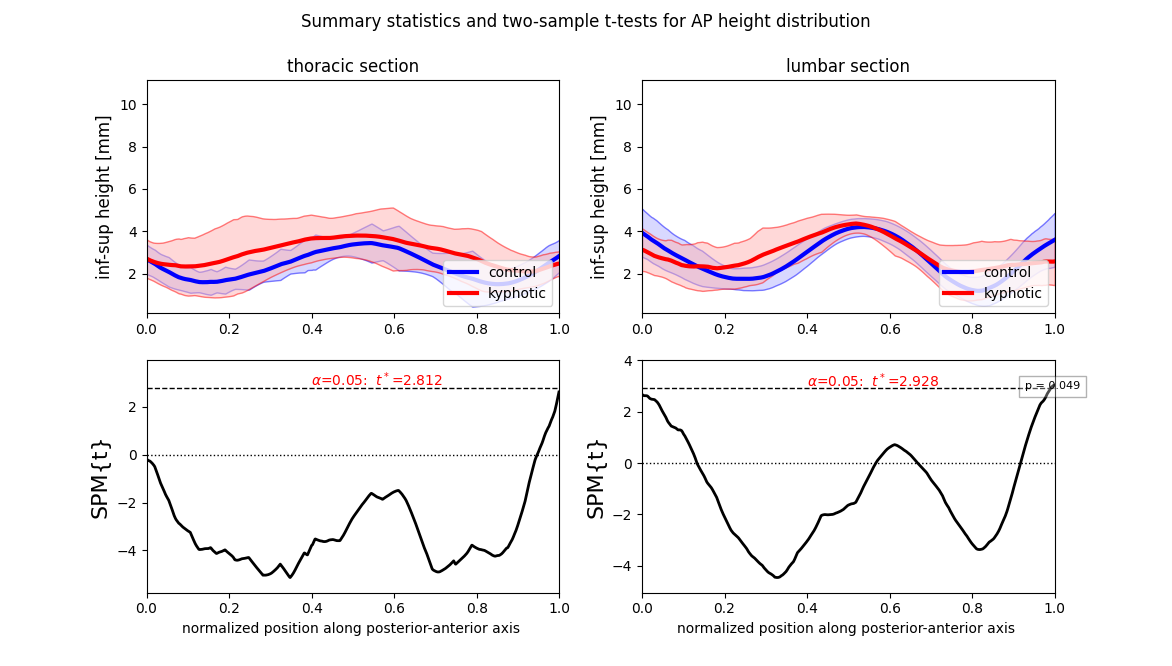 Summary statistics and two-sample t-tests for AP height distribution
thoracic section
inf-sup height [mm]
10
8
6
4
2
control
kyphotic
0.0 0.2 0.4 0.6 0.8 1.0
lumbar section
inf-sup height [mm]
10
8
6
4
2
control
kyphotic
0.0 0.2 0.4 0.6 0.8 1.0
SPM{t}
α=0.05: t*=2.812
2
0
−2
−4
0.0 0.2 0.4 0.6 0.8 1.0
normalized position along posterior-anterior axis
SPM{t}
4
α=0.05: t*=2.928
p = 0.049
2
0
−2
−4
0.0 0.2 0.4 0.6 0.8 1.0
normalized position along posterior-anterior axis